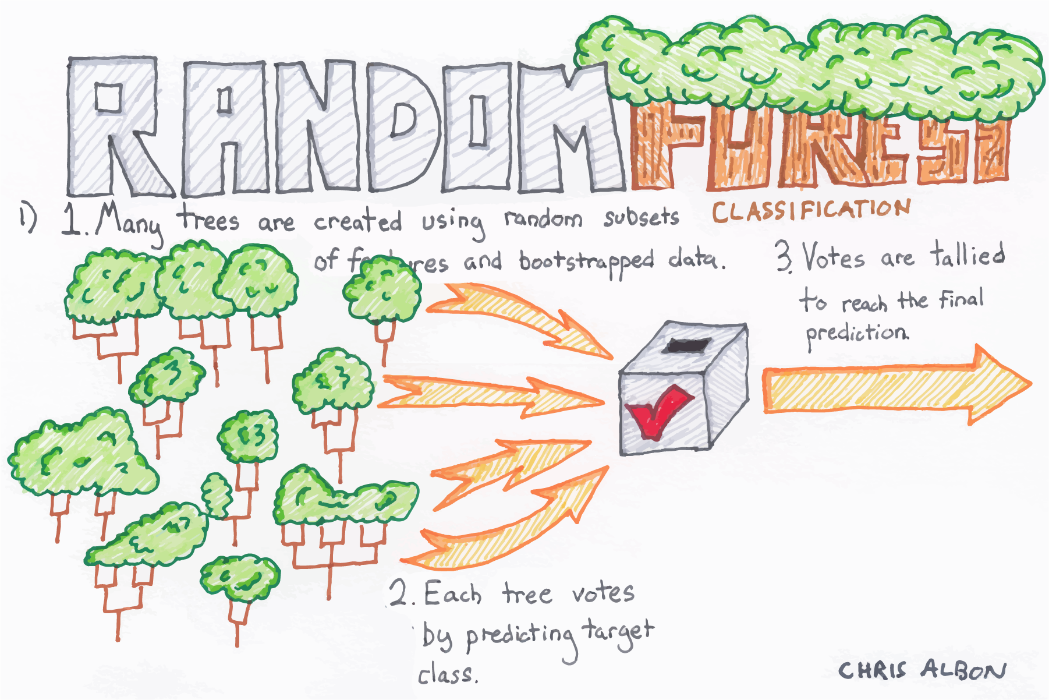 RANDOM FOREST
CLASSIFICATION
1) 1. Many trees are created using random subsets
of features and bootstrapped data.
3. Votes are tallied
to reach the final
prediction.
2. Each tree votes
by predicting target
class.
CHRIS ALBON